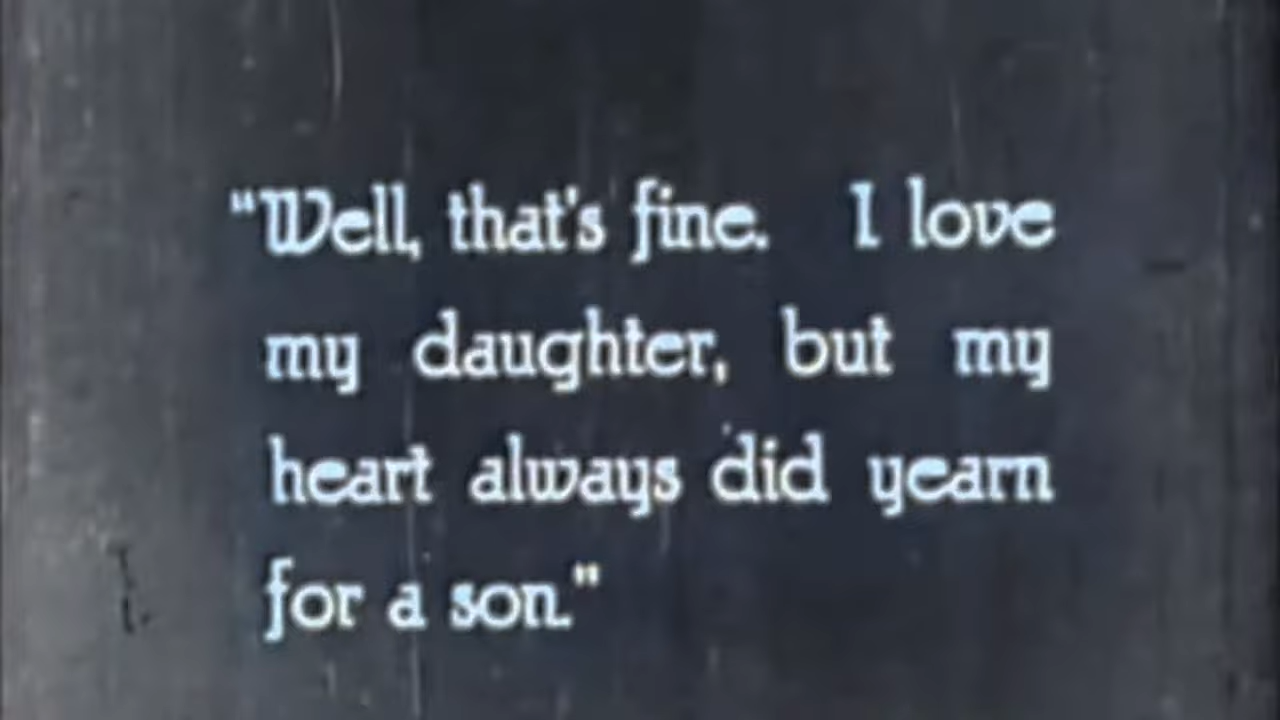 "Well, that's fine. I love
my daughter, but my
heart always did yearn
for a son."